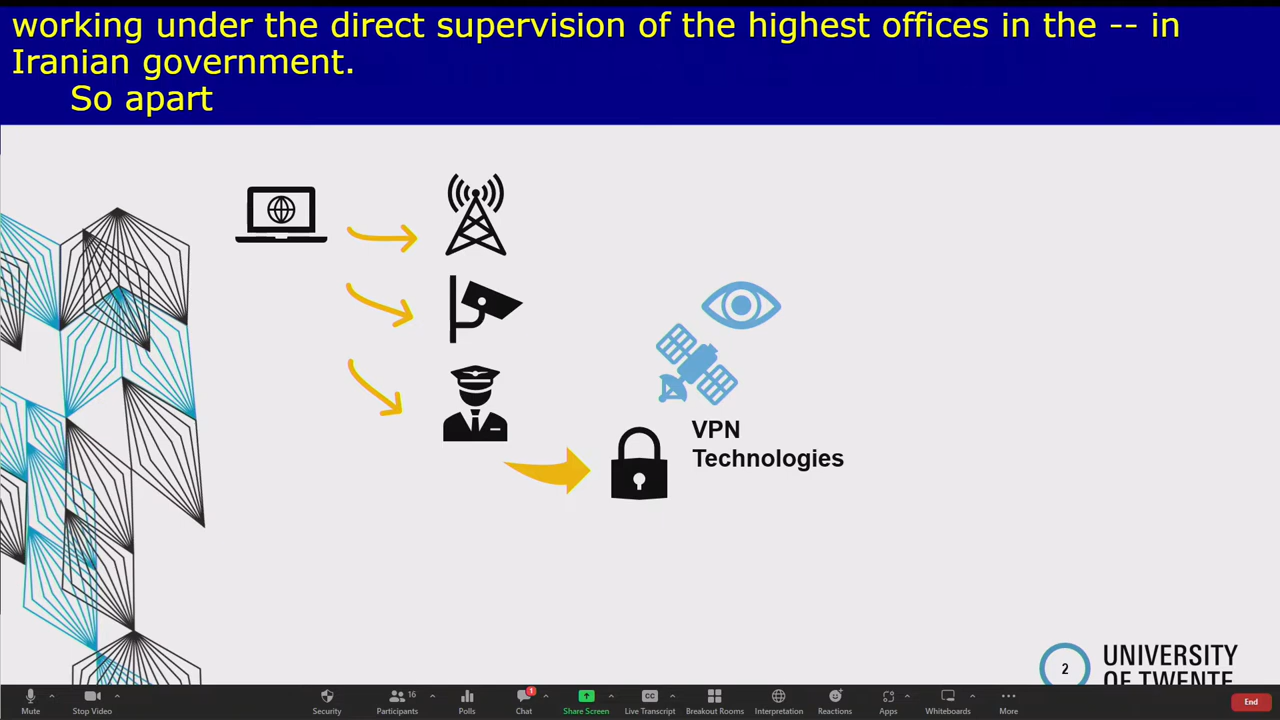 working under the direct supervision of the highest offices in the -- in
Iranian government.
So apart
VPN
Technologies
2
UNIVERSITY
OF TWENTE
Mute
Stop Video
Security
16
Participants
Polls
1
Chat
Share Screen
CC
Live Transcript
Breakout Rooms
Interpretation
Reactions
Apps
Whiteboards
More
End